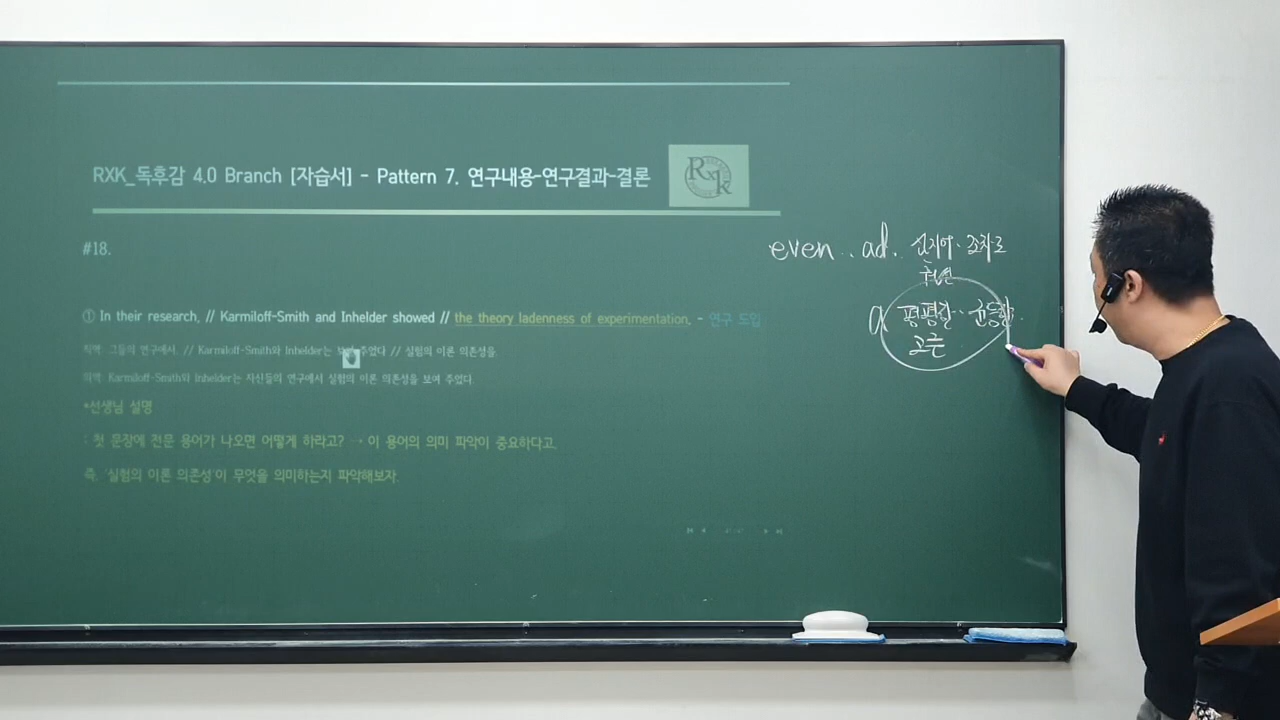 RXK_독후감 4.0 Branch [자습서] - Pattern 7. 연구내용-연구결과-결론
RxK
#18.
① In their research, // Karmiloff-Smith and Inhelder showed // the theory ladenness of experimentation. - 연구 도입
직역: 그들의 연구에서, // Karmiloff-Smith와 Inhelder는 주었다 // 실험의 이론 의존성을.
의역: Karmiloff-Smith와 Inhelder는 자신들의 연구에서 실험의 이론 의존성을 보여 주었다.
*선생님 설명
: 첫 문장에 전문 용어가 나오면 어떻게 하라고? → 이 용어의 의미 파악이 중요하다고.
즉, '실험의 이론 의존성'이 무엇을 의미하는지 파악해보자.
even .. ad. 심지어. 조차도
훨씬
a 평평한.. 균등한.
고른